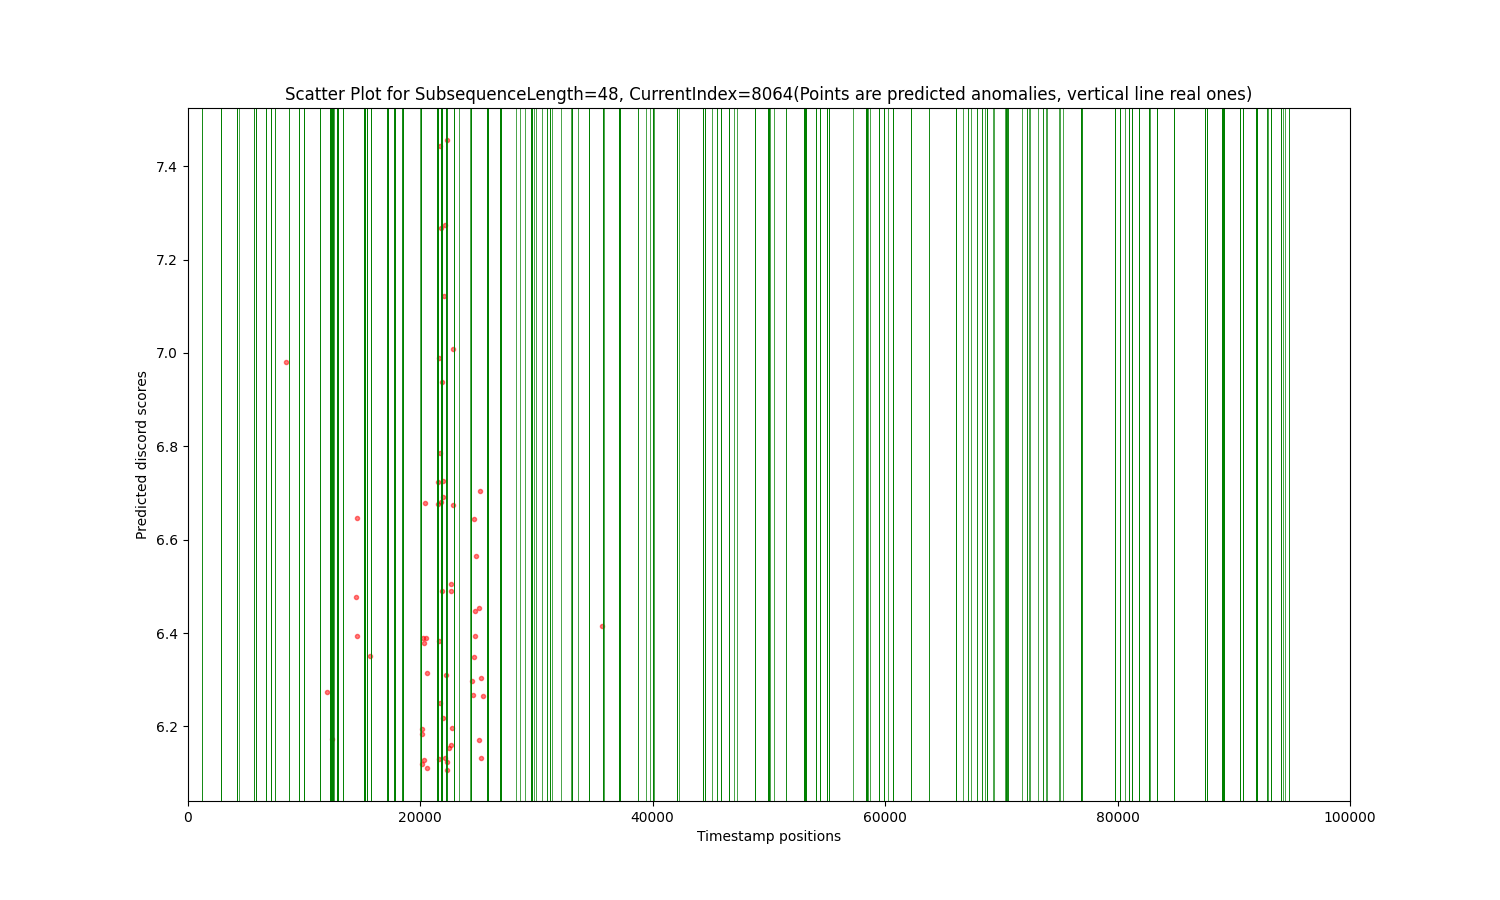 Scatter Plot for SubsequenceLength=48, CurrentIndex=8064(Points are predicted anomalies, vertical line real ones)
Predicted discord scores
7.4
7.2
7.0
6.8
6.6
6.4
6.2
0 20000 40000 60000 80000 100000
Timestamp positions